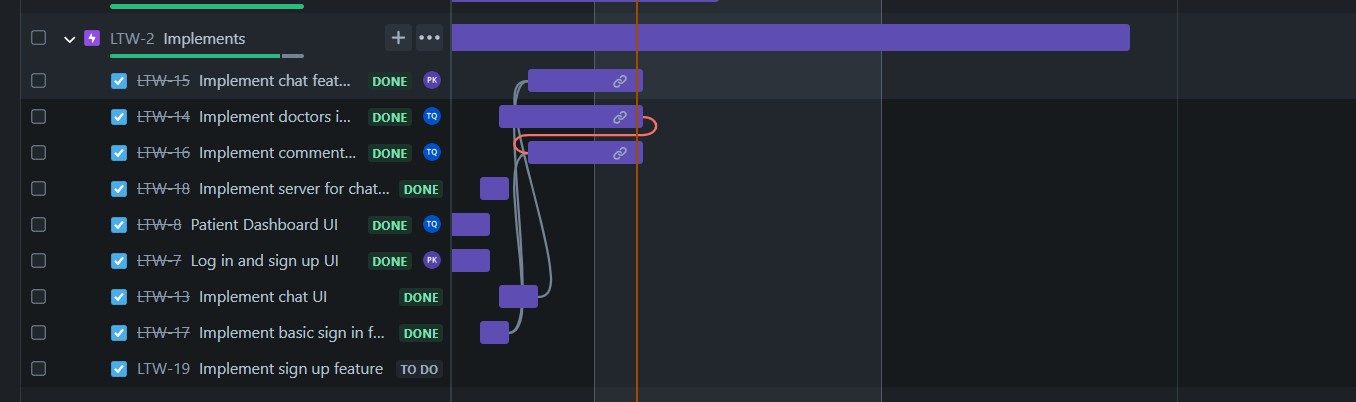 LTW-2 Implements
LTW-15 Implement chat feat... DONE PK
LTW-14 Implement doctors i... DONE TQ
LTW-16 Implement comment... DONE TQ
LTW-18 Implement server for chat... DONE
LTW-8 Patient Dashboard UI DONE TQ
LTW-7 Log in and sign up UI DONE PK
LTW-13 Implement chat UI DONE
LTW-17 Implement basic sign in f... DONE
LTW-19 Implement sign up feature TO DO